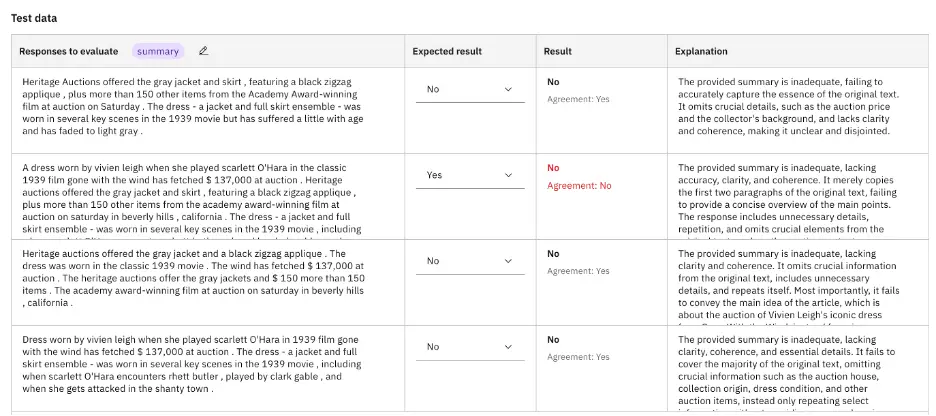 Test data
Responses to evaluate summary Expected result Result Explanation
Heritage Auctions offered the gray jacket and skirt , featuring a black zigzag
applique , plus more than 150 other items from the Academy Award-winning
film at auction on Saturday . The dress - a jacket and full skirt ensemble - was
worn in several key scenes in the 1939 movie but has suffered a little with age
and has faded to light gray .
No
No
Agreement: Yes
The provided summary is inadequate, failing to
accurately capture the essence of the original text.
It omits crucial details, such as the auction price
and the collector's background, and lacks clarity
and coherence, making it unclear and disjointed.
A dress worn by vivien leigh when she played scarlett O'Hara in the classic
1939 film gone with the wind has fetched $ 137,000 at auction . Heritage
auctions offered the gray jacket and skirt , featuring a black zigzag applique ,
plus more than 150 other items from the academy award-winning film at
auction on saturday in beverly hills , california . The dress - a jacket and full
skirt ensemble - was worn in several key scenes in the 1939 movie , including
Yes
No
Agreement: No
The provided summary is inadequate, lacking
accuracy, clarity, and coherence. It merely copies
the first two paragraphs of the original text, failing
to provide a concise overview of the main points.
The response includes unnecessary details,
repetition, and omits crucial elements from the
Heritage auctions offered the gray jacket and a black zigzag applique . The
dress was worn in the classic 1939 movie . The wind has fetched $ 137,000 at
auction . The heritage auctions offer the gray jackets and $ 150 more than 150
items . The academy award-winning film at auction on saturday in beverly hills
, california .
No
No
Agreement: Yes
The provided summary is inadequate, lacking
clarity and coherence. It omits crucial information
from the original text, includes unnecessary
details, and repeats itself. Most importantly, it fails
to convey the main idea of the article, which is
about the auction of Vivien Leigh's iconic dress
Dress worn by vivien leigh when she played scarlett O'Hara in 1939 film gone
with the wind has fetched $ 137,000 at auction . The dress - a jacket and full
skirt ensemble - was worn in several key scenes in the 1939 movie , including
when scarlett O'Hara encounters rhett butler , played by clark gable , and
when she gets attacked in the shanty town .
No
No
Agreement: Yes
The provided summary is inadequate, lacking
clarity, coherence, and essential details. It fails to
cover the majority of the original text, omitting
crucial information such as the auction house,
collection origin, dress condition, and other
auction items, instead only repeating select